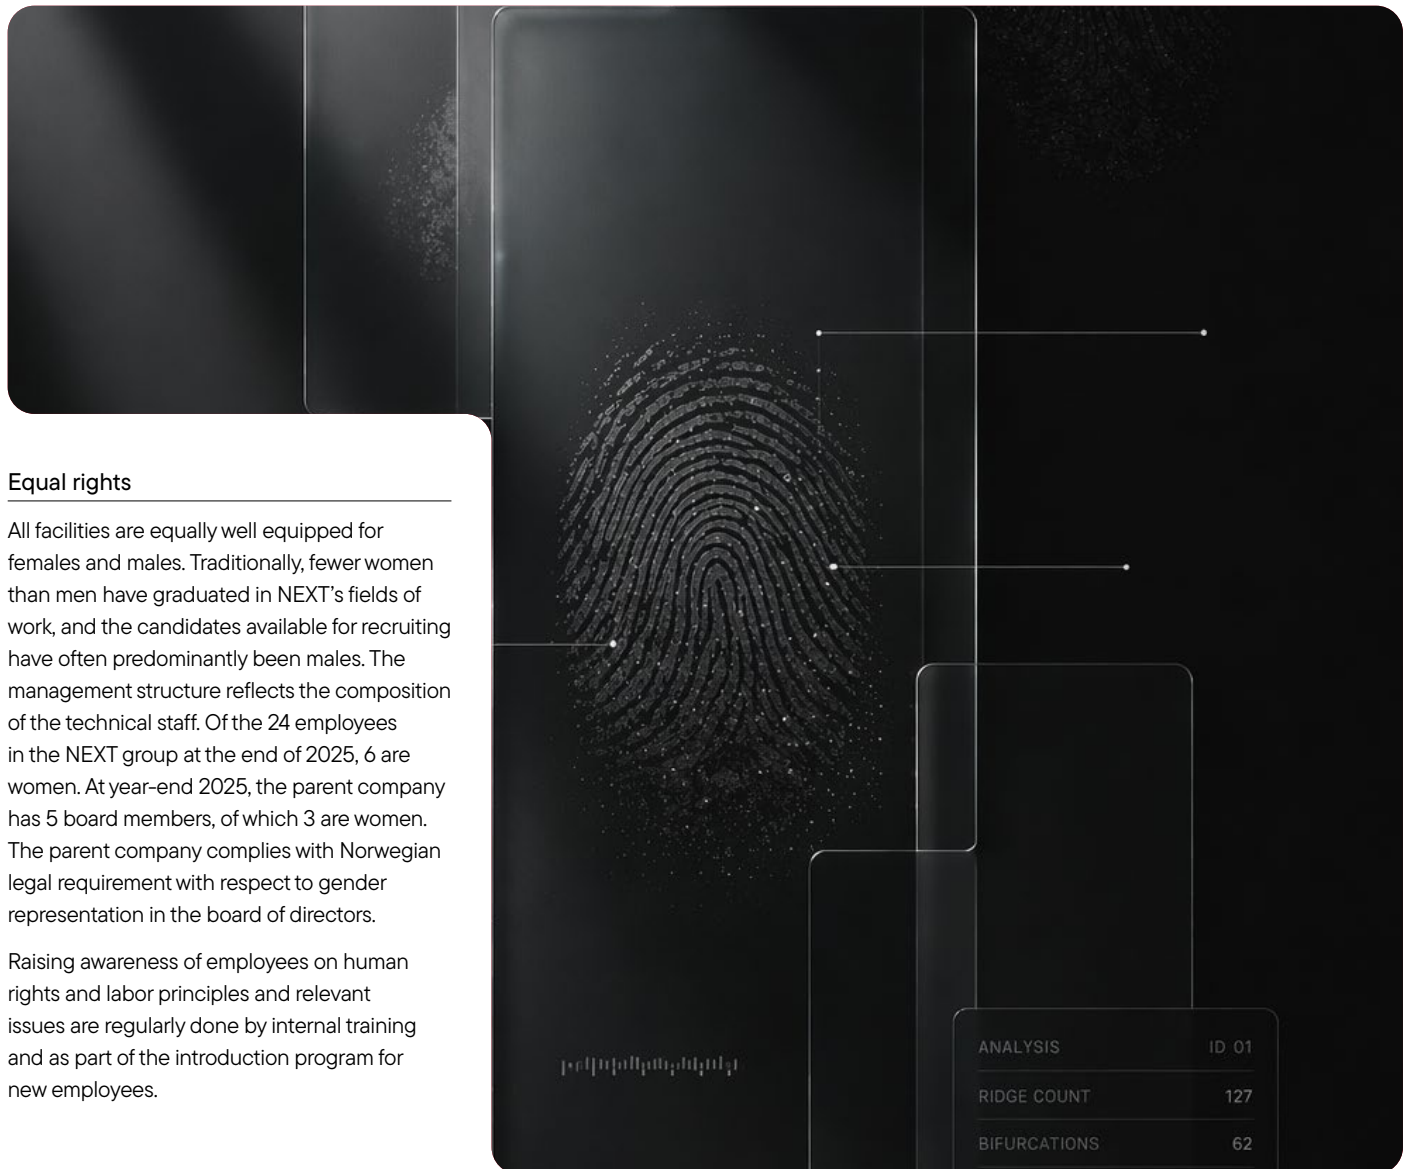 Equal rights
All facilities are equally well equipped for
females and males. Traditionally, fewer women
than men have graduated in NEXT’s fields of
work, and the candidates available for recruiting
have often predominantly been males. The
management structure reflects the composition
of the technical staff. Of the 24 employees
in the NEXT group at the end of 2025, 6 are
women. At year-end 2025, the parent company
has 5 board members, of which 3 are women.
The parent company complies with Norwegian
legal requirement with respect to gender
representation in the board of directors.
Raising awareness of employees on human
rights and labor principles and relevant
issues are regularly done by internal training
and as part of the introduction program for
new employees.
ANALYSIS ID 01
RIDGE COUNT 127
BIFURCATIONS 62